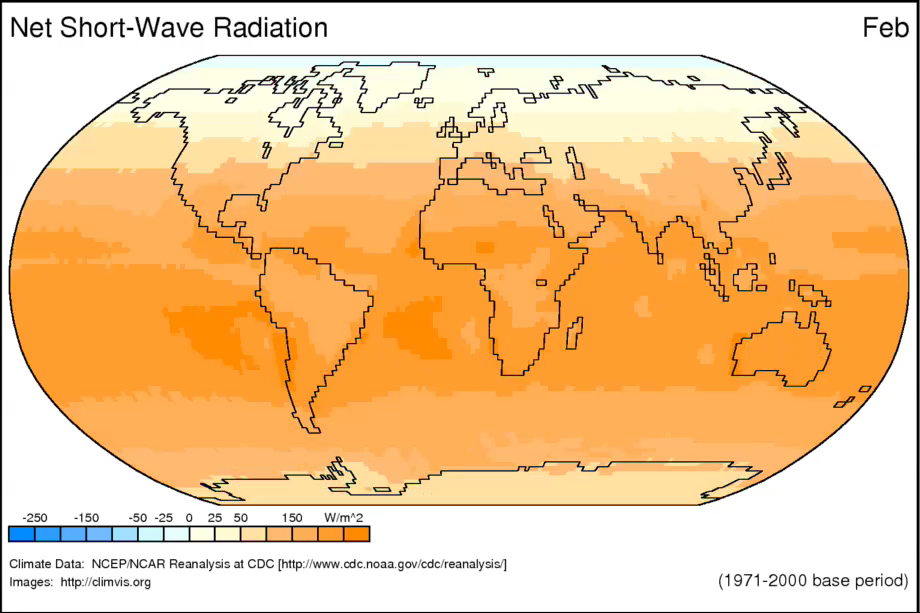 Net Short-Wave Radiation Feb
-250 -150 -50 -25 0 25 50 150 W/m^2
Climate Data: NCEP/NCAR Reanalysis at CDC [http://www.cdc.noaa.gov/cdc/reanalysis/]
Images: http://climvis.org (1971-2000 base period)